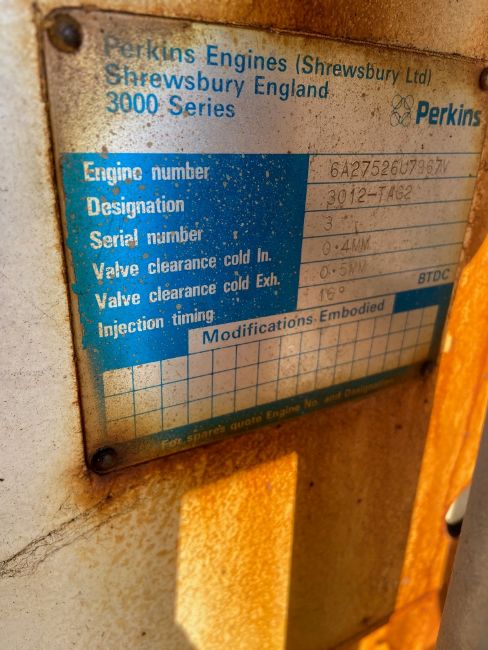 Perkins Engines (Shrewsbury Ltd)
Shrewsbury England
3000 Series
Perkins
Engine number 6A27526U7967V
Designation 3012-TAG2
Serial number 3
Valve clearance cold In. 0·4MM
Valve clearance cold Exh. 0·5MM
Injection timing 16° BTDC
Modifications Embodied
For spares quote Engine No. and Designation